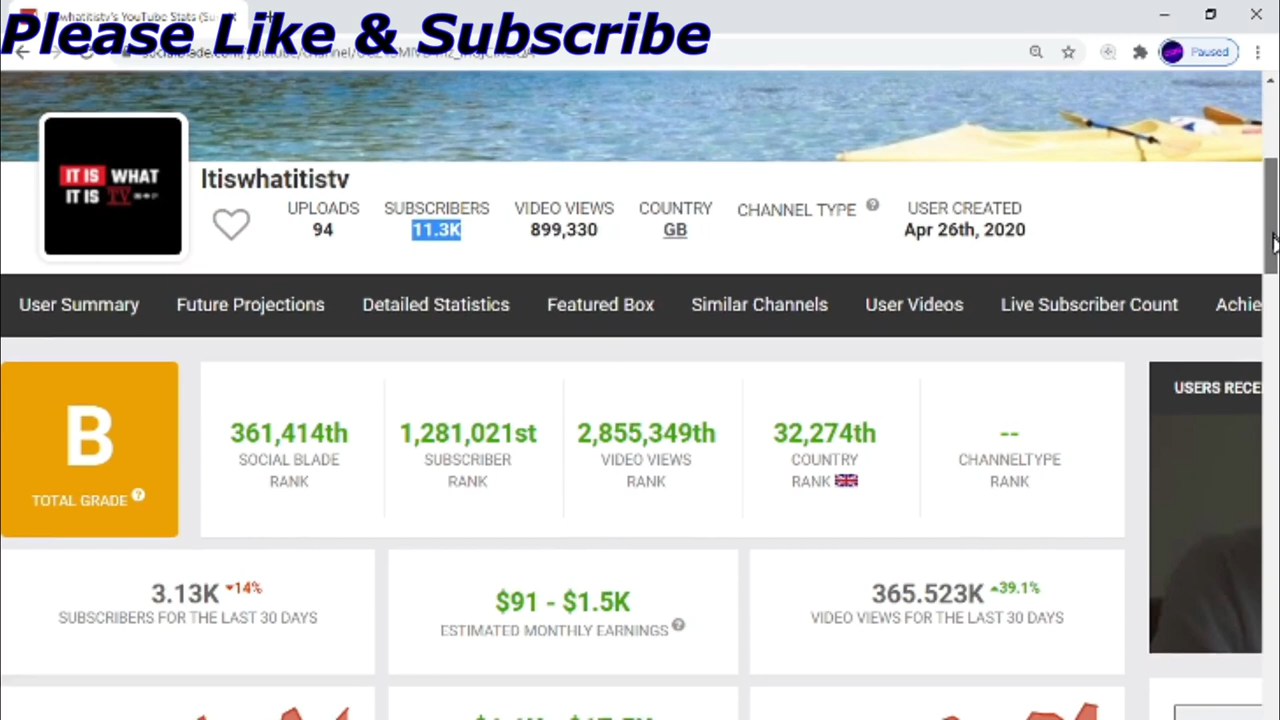 Please Like & Subscribe
Paused
IT IS WHAT
IT IS TV
Itiswhatitistv
UPLOADS
94
SUBSCRIBERS
11.3K
VIDEO VIEWS
899,330
COUNTRY
GB
CHANNEL TYPE
USER CREATED
Apr 26th, 2020
User Summary
Future Projections
Detailed Statistics
Featured Box
Similar Channels
User Videos
Live Subscriber Count
Achie
B
TOTAL GRADE
361,414th
SOCIAL BLADE
RANK
1,281,021st
SUBSCRIBER
RANK
2,855,349th
VIDEO VIEWS
RANK
32,274th
COUNTRY
RANK
--
CHANNELTYPE
RANK
USERS RECE
3.13K 14%
SUBSCRIBERS FOR THE LAST 30 DAYS
$91 - $1.5K
ESTIMATED MONTHLY EARNINGS
365.523K 39.1%
VIDEO VIEWS FOR THE LAST 30 DAYS